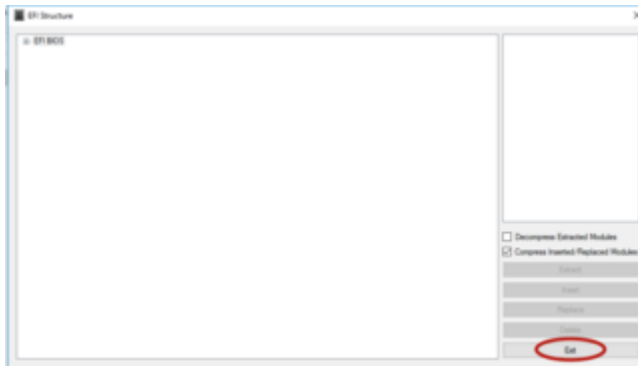 EFI Structure
EFI BIOS
Decompress Extracted Modules
Compress Inserted/Replaced Modules
Extract
Insert
Replace
Delete
Exit